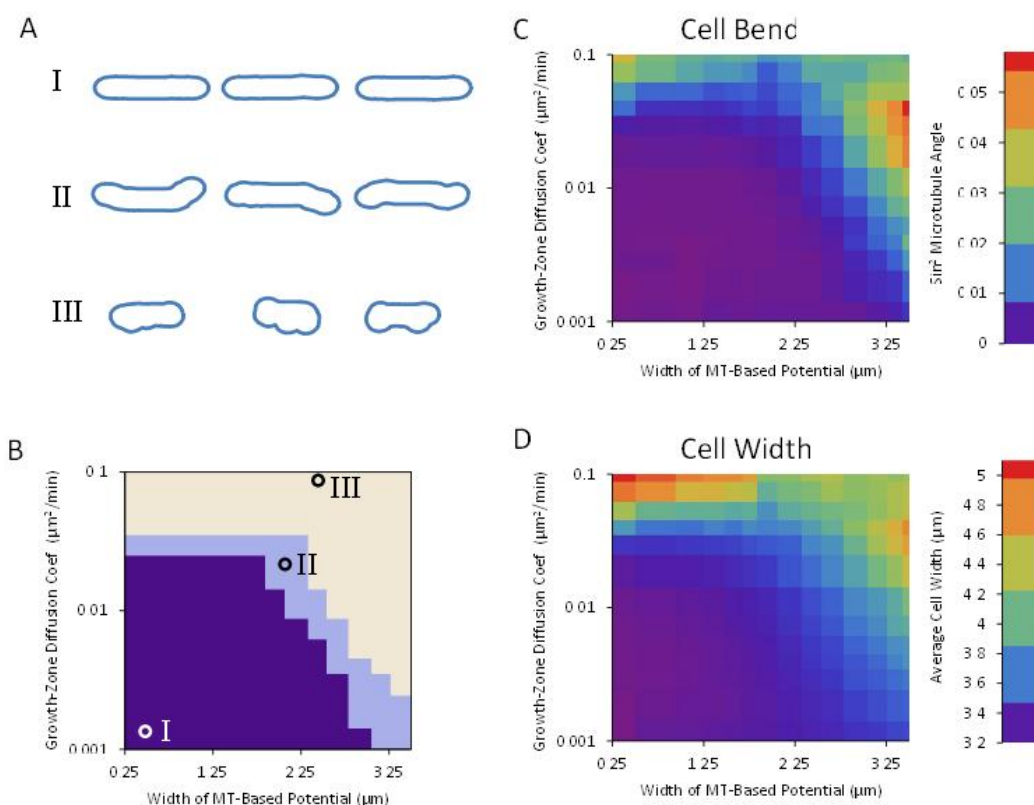 A
I
II
III
B
0.1
0.01
0.001
Growth-Zone Diffusion Coef (µm²/min)
III
II
I
0.25 1.25 2.25 3.25
Width of MT-Based Potential (µm)
C
Cell Bend
0.1
0.01
0.001
Growth-Zone Diffusion Coef (µm²/min)
0.25 1.25 2.25 3.25
Width of MT-Based Potential (µm)
Sin² Microtubule Angle
0.05
0.04
0.03
0.02
0.01
0
D
Cell Width
0.1
0.01
0.001
Growth-Zone Diffusion Coef (µm²/min)
0.25 1.25 2.25 3.25
Width of MT-Based Potential (µm)
Average Cell Width (µm)
5
4.8
4.6
4.4
4.2
4
3.8
3.6
3.4
3.2